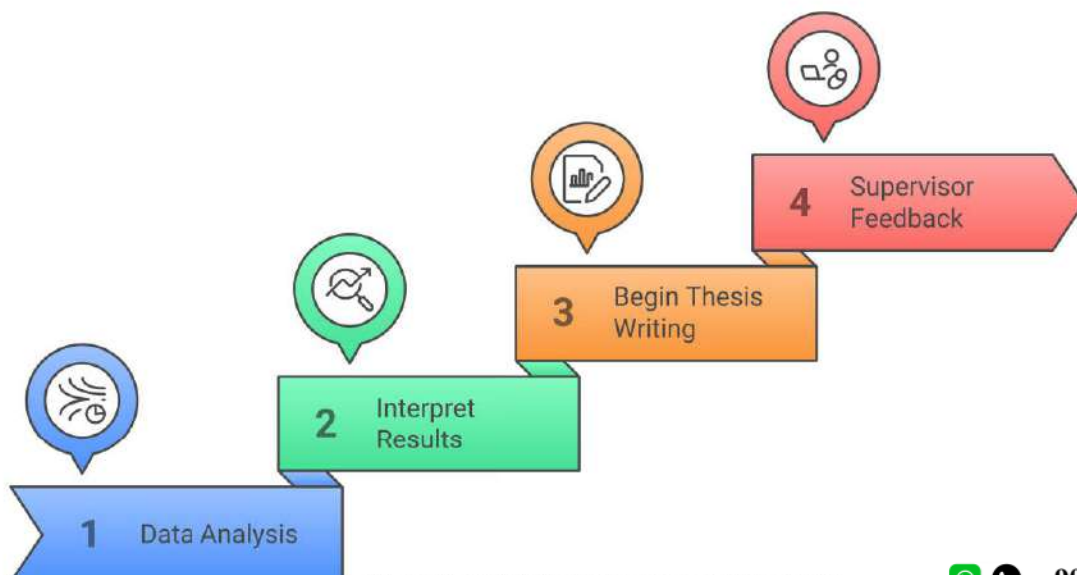 4 Supervisor
Feedback
3 Begin Thesis
Writing
2 Interpret
Results
1 Data Analysis